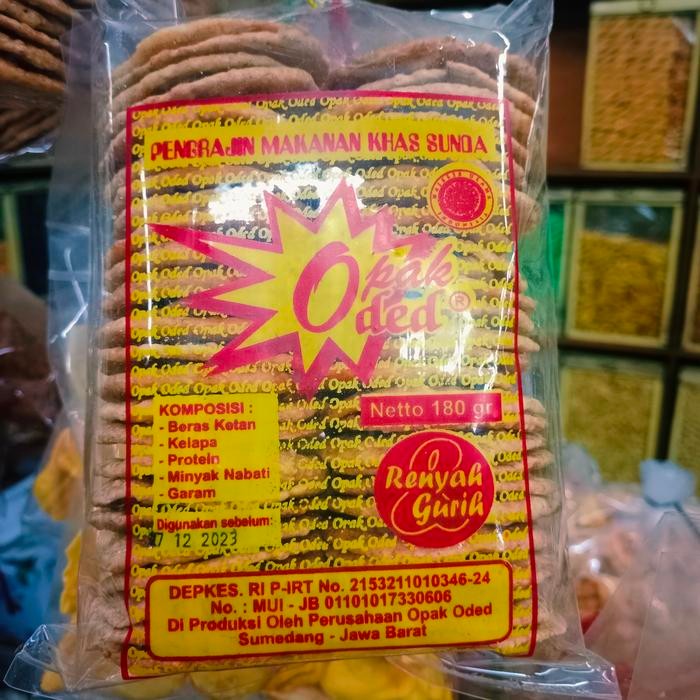 PENGRAJIN MAKANAN KHAS SUNDA
Opak
Oded ®
KOMPOSISI :
- Beras Ketan
- Kelapa
- Protein
- Minyak Nabati
- Garam
Digunakan sebelum:
7 12 2023
Netto 180 gr
Renyah
Gurih
DEPKES. RI P-IRT No. 2153211010346-24
No. : MUI - JB 01101017330606
Di Produksi Oleh Perusahaan Opak Oded
Sumedang - Jawa Barat